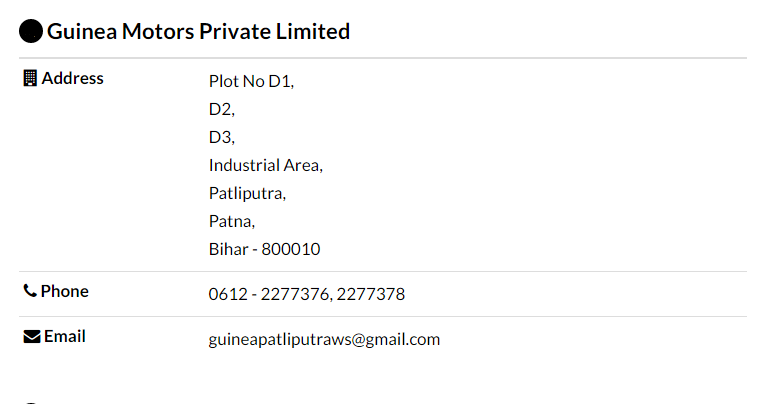 Guinea Motors Private Limited
Address
Plot No D1,
D2,
D3,
Industrial Area,
Patliputra,
Patna,
Bihar - 800010
Phone
0612 - 2277376, 2277378
Email
guineapatliputraws@gmail.com